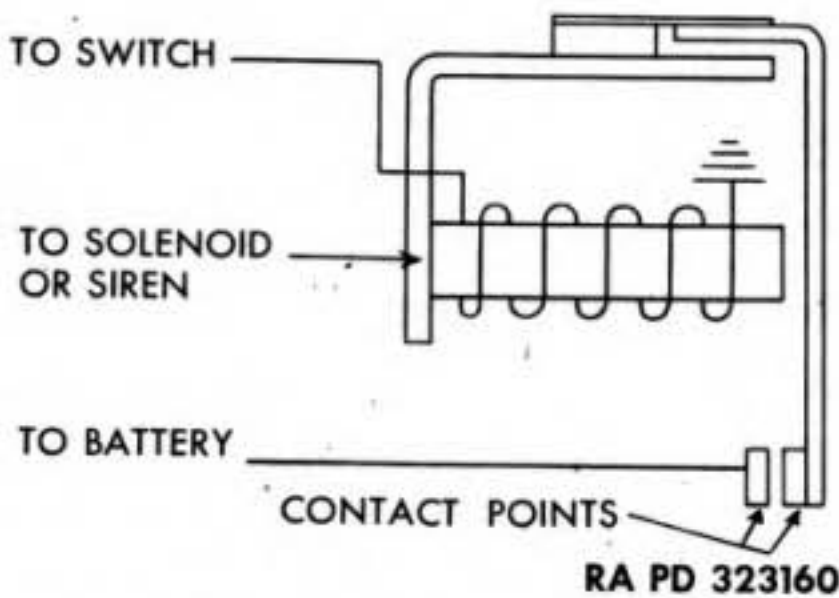 TO SWITCH
TO SOLENOID
OR SIREN
TO BATTERY
CONTACT POINTS
RA PD 323160